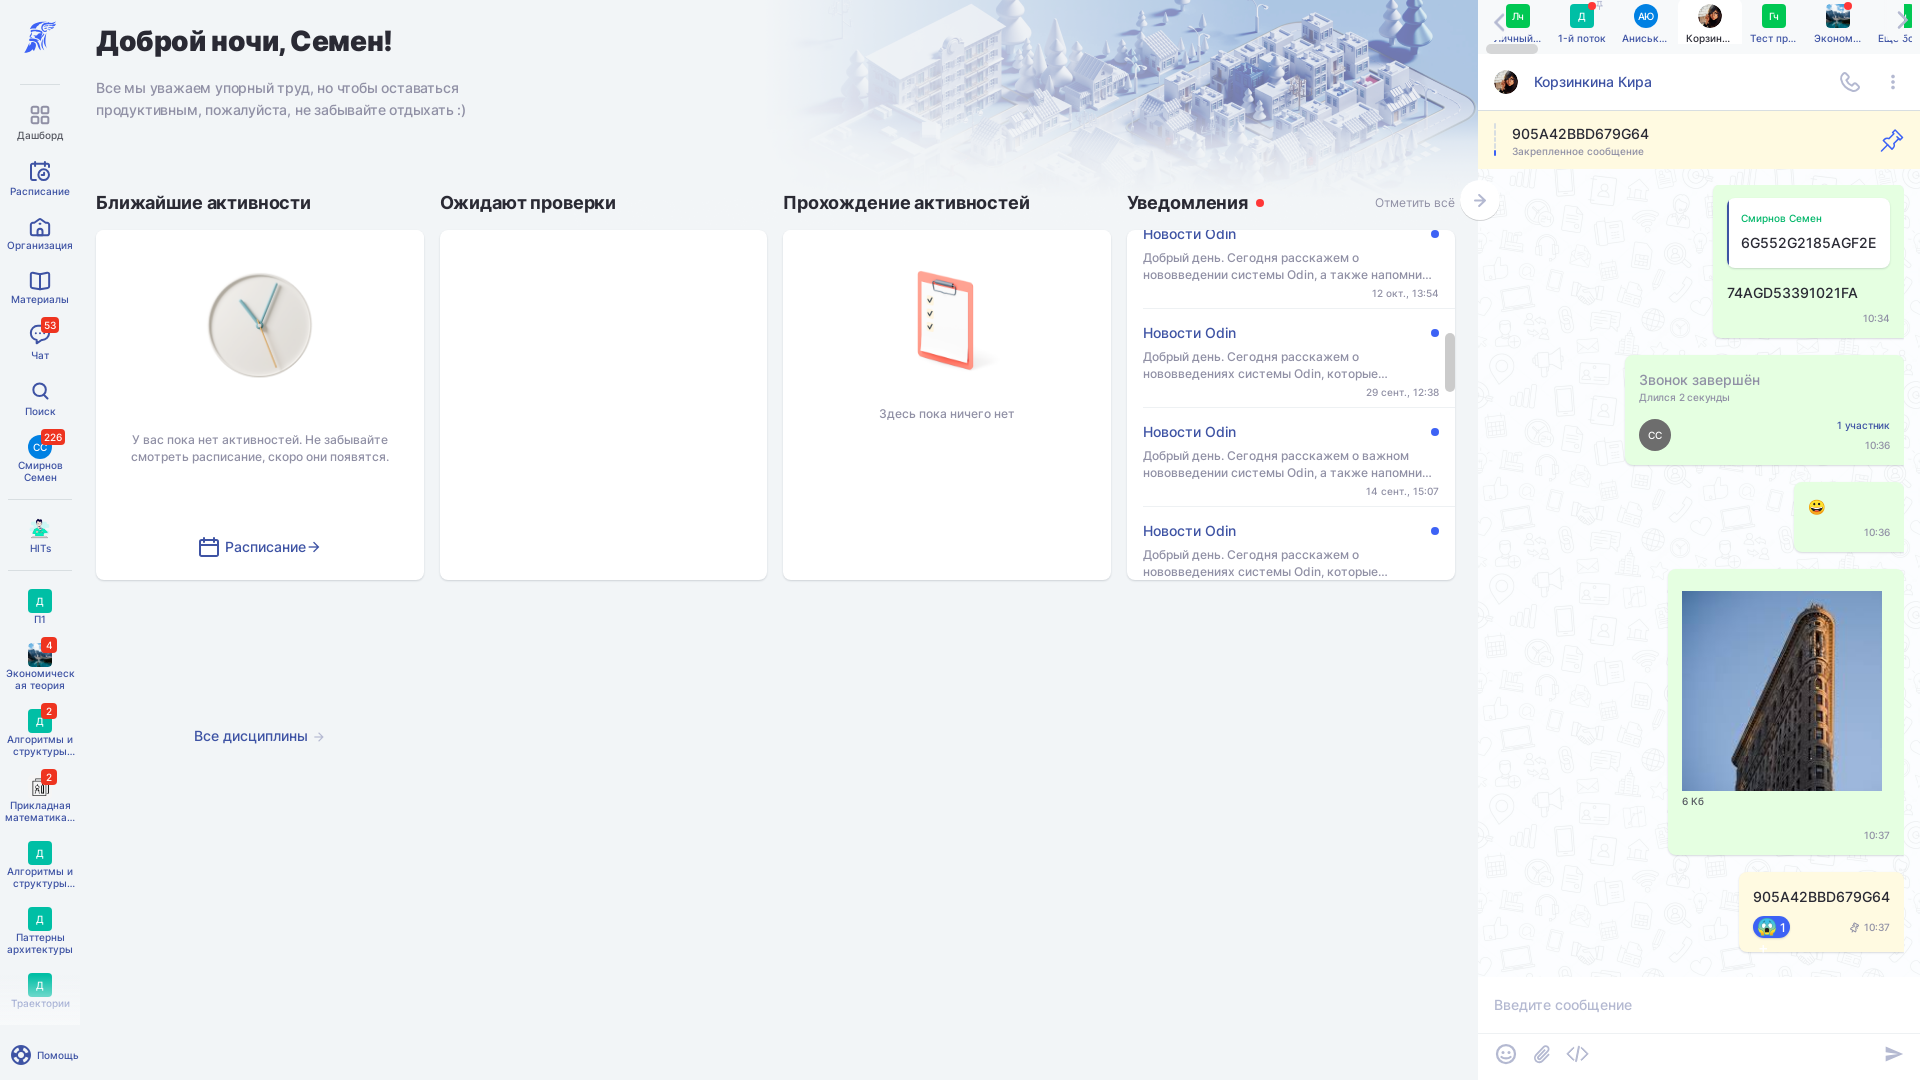 Дашборд
Расписание
Организация
Материалы
53
Чат
Поиск
226
СС
Смирнов
Семен
HITs
Д
П1
4
Экономическ
ая теория
2
Д
Алгоритмы и
структуры...
2
Прикладная
математика...
Д
Алгоритмы и
структуры...
Д
Паттерны
архитектуры
Д
Траектории
Помощь
Доброй ночи, Семен!
Все мы уважаем упорный труд, но чтобы оставаться
продуктивным, пожалуйста, не забывайте отдыхать :)
Ближайшие активности
У вас пока нет активностей. Не забывайте
смотреть расписание, скоро они появятся.
Расписание
Все дисциплины
Ожидают проверки
Прохождение активностей
Здесь пока ничего нет
Уведомления
Отметить всё
Новости Odin
Добрый день. Сегодня расскажем о
нововведении системы Odin, а также напомни...
12 окт., 13:54
Новости Odin
Добрый день. Сегодня расскажем о
нововведениях системы Odin, которые...
29 сент., 12:38
Новости Odin
Добрый день. Сегодня расскажем о важном
нововведении системы Odin, а также напомни...
14 сент., 15:07
Новости Odin
Добрый день. Сегодня расскажем о
нововведениях системы Odin, которые...
Лч
Личный...
Д
1-й поток
АЮ
Аниськ...
Корзин...
Гч
Тест пр...
Эконом...
Корзинкина Кира
905A42BBD679G64
Закрепленное сообщение
Смирнов Семен
6G552G2185AGF2E
74AGD53391021FA
10:34
Звонок завершён
Длился 2 секунды
СС
1 участник
10:36
😀
10:36
6 Кб
10:37
905A42BBD679G64
😱 1
10:37
Введите сообщение